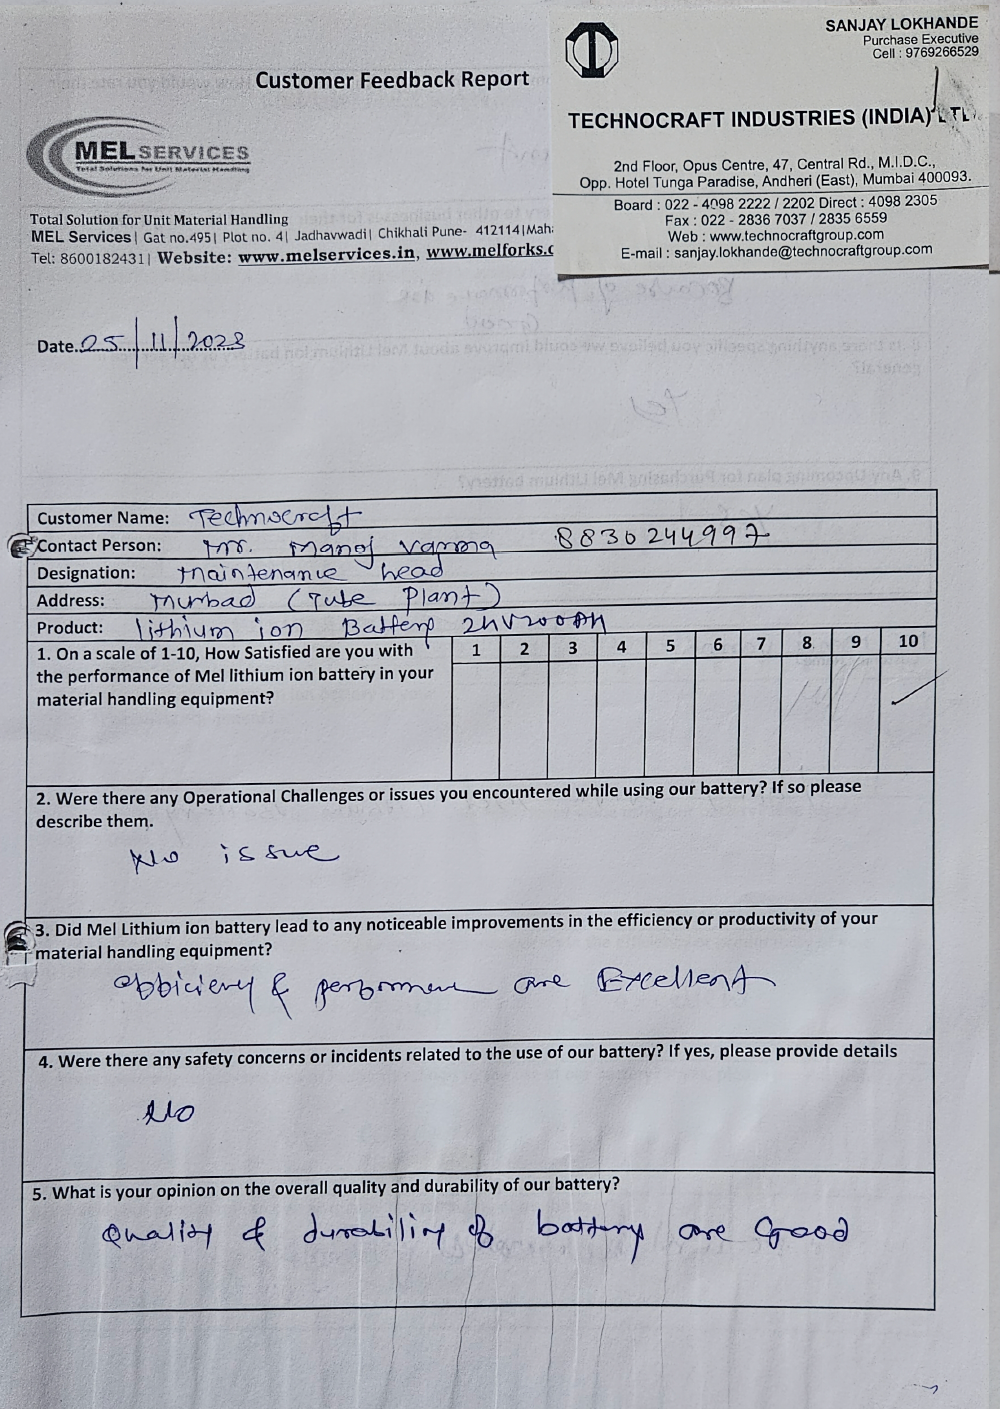 Customer Feedback Report
MEL SERVICES
Total Solutions for Unit Material Handling
Total Solution for Unit Material Handling
MEL Services| Gat no.495| Plot no. 4| Jadhavwadi| Chikhali Pune- 412114|Mah
Tel: 8600182431| Website: www.melservices.in, www.melforks.c
SANJAY LOKHANDE
Purchase Executive
Cell : 9769266529
TECHNOCRAFT INDUSTRIES (INDIA) LTD.
2nd Floor, Opus Centre, 47, Central Rd., M.I.D.C.,
Opp. Hotel Tunga Paradise, Andheri (East), Mumbai 400093.
Board : 022 - 4098 2222 / 2202 Direct : 4098 2305
Fax : 022 - 2836 7037 / 2835 6559
Web : www.technocraftgroup.com
E-mail : sanjay.lokhande@technocraftgroup.com
Date. 25/11/2023
Customer Name: Technocraft
Contact Person: Mr. Manoj Varma 8830244997
Designation: Maintenance head
Address: Murbad (Tube Plant)
Product: lithium ion Battery 24V200AH
1. On a scale of 1-10, How Satisfied are you with
the performance of Mel lithium ion battery in your
material handling equipment?
1 2 3 4 5 6 7 8 9 10
2. Were there any Operational Challenges or issues you encountered while using our battery? If so please
describe them.
No issue
3. Did Mel Lithium ion battery lead to any noticeable improvements in the efficiency or productivity of your
material handling equipment?
efficiency & performance are Excellent
4. Were there any safety concerns or incidents related to the use of our battery? If yes, please provide details
No
5. What is your opinion on the overall quality and durability of our battery?
Quality & durability of battery are Good